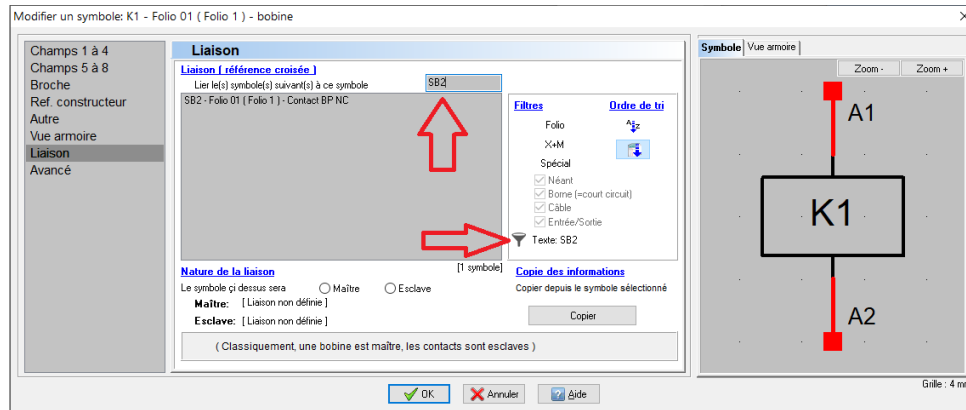 Modifier un symbole: K1 - Folio 01 ( Folio 1 ) - bobine
Champs 1 à 4
Champs 5 à 8
Broche
Ref. constructeur
Autre
Vue armoire
Liaison
Avancé
Liaison
Liaison ( référence croisée )
Lier le(s) symbole(s) suivant(s) à ce symbole
SB2
SB2 - Folio 01 ( Folio 1 ) - Contact BP NC
[1 symbole]
Filtres
Ordre de tri
Folio
X+M
Spécial
Néant
Borne (=court circuit)
Câble
Entrée/Sortie
Texte: SB2
Nature de la liaison
Le symbole çi dessus sera
Maître
Esclave
Maître: [ Liaison non définie ]
Esclave: [ Liaison non définie ]
Copie des informations
Copier depuis le symbole sélectionné
Copier
( Classiquement, une bobine est maître, les contacts sont esclaves )
OK
Annuler
Aide
Symbole
Vue armoire
Zoom -
Zoom +
A1
K1
A2
Grille : 4 mm